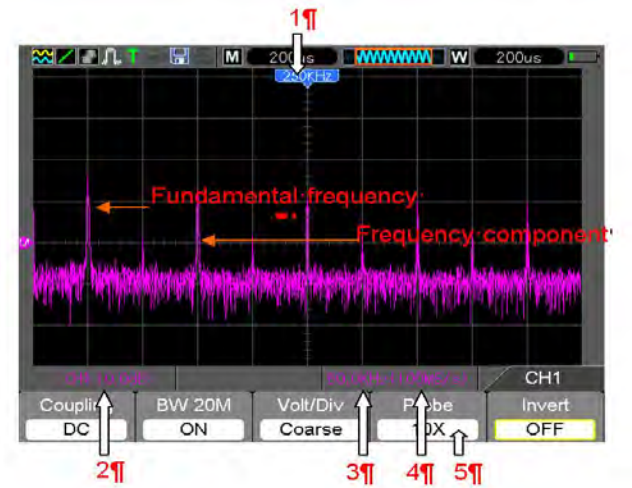 1¶
T M 200us W 200us
250KHz
Fundamental·frequency·
Frequency·component
CH1
Coupling BW 20M Volt/Div Probe Invert
DC ON Coarse 10X OFF
2¶ 3¶ 4¶ 5¶